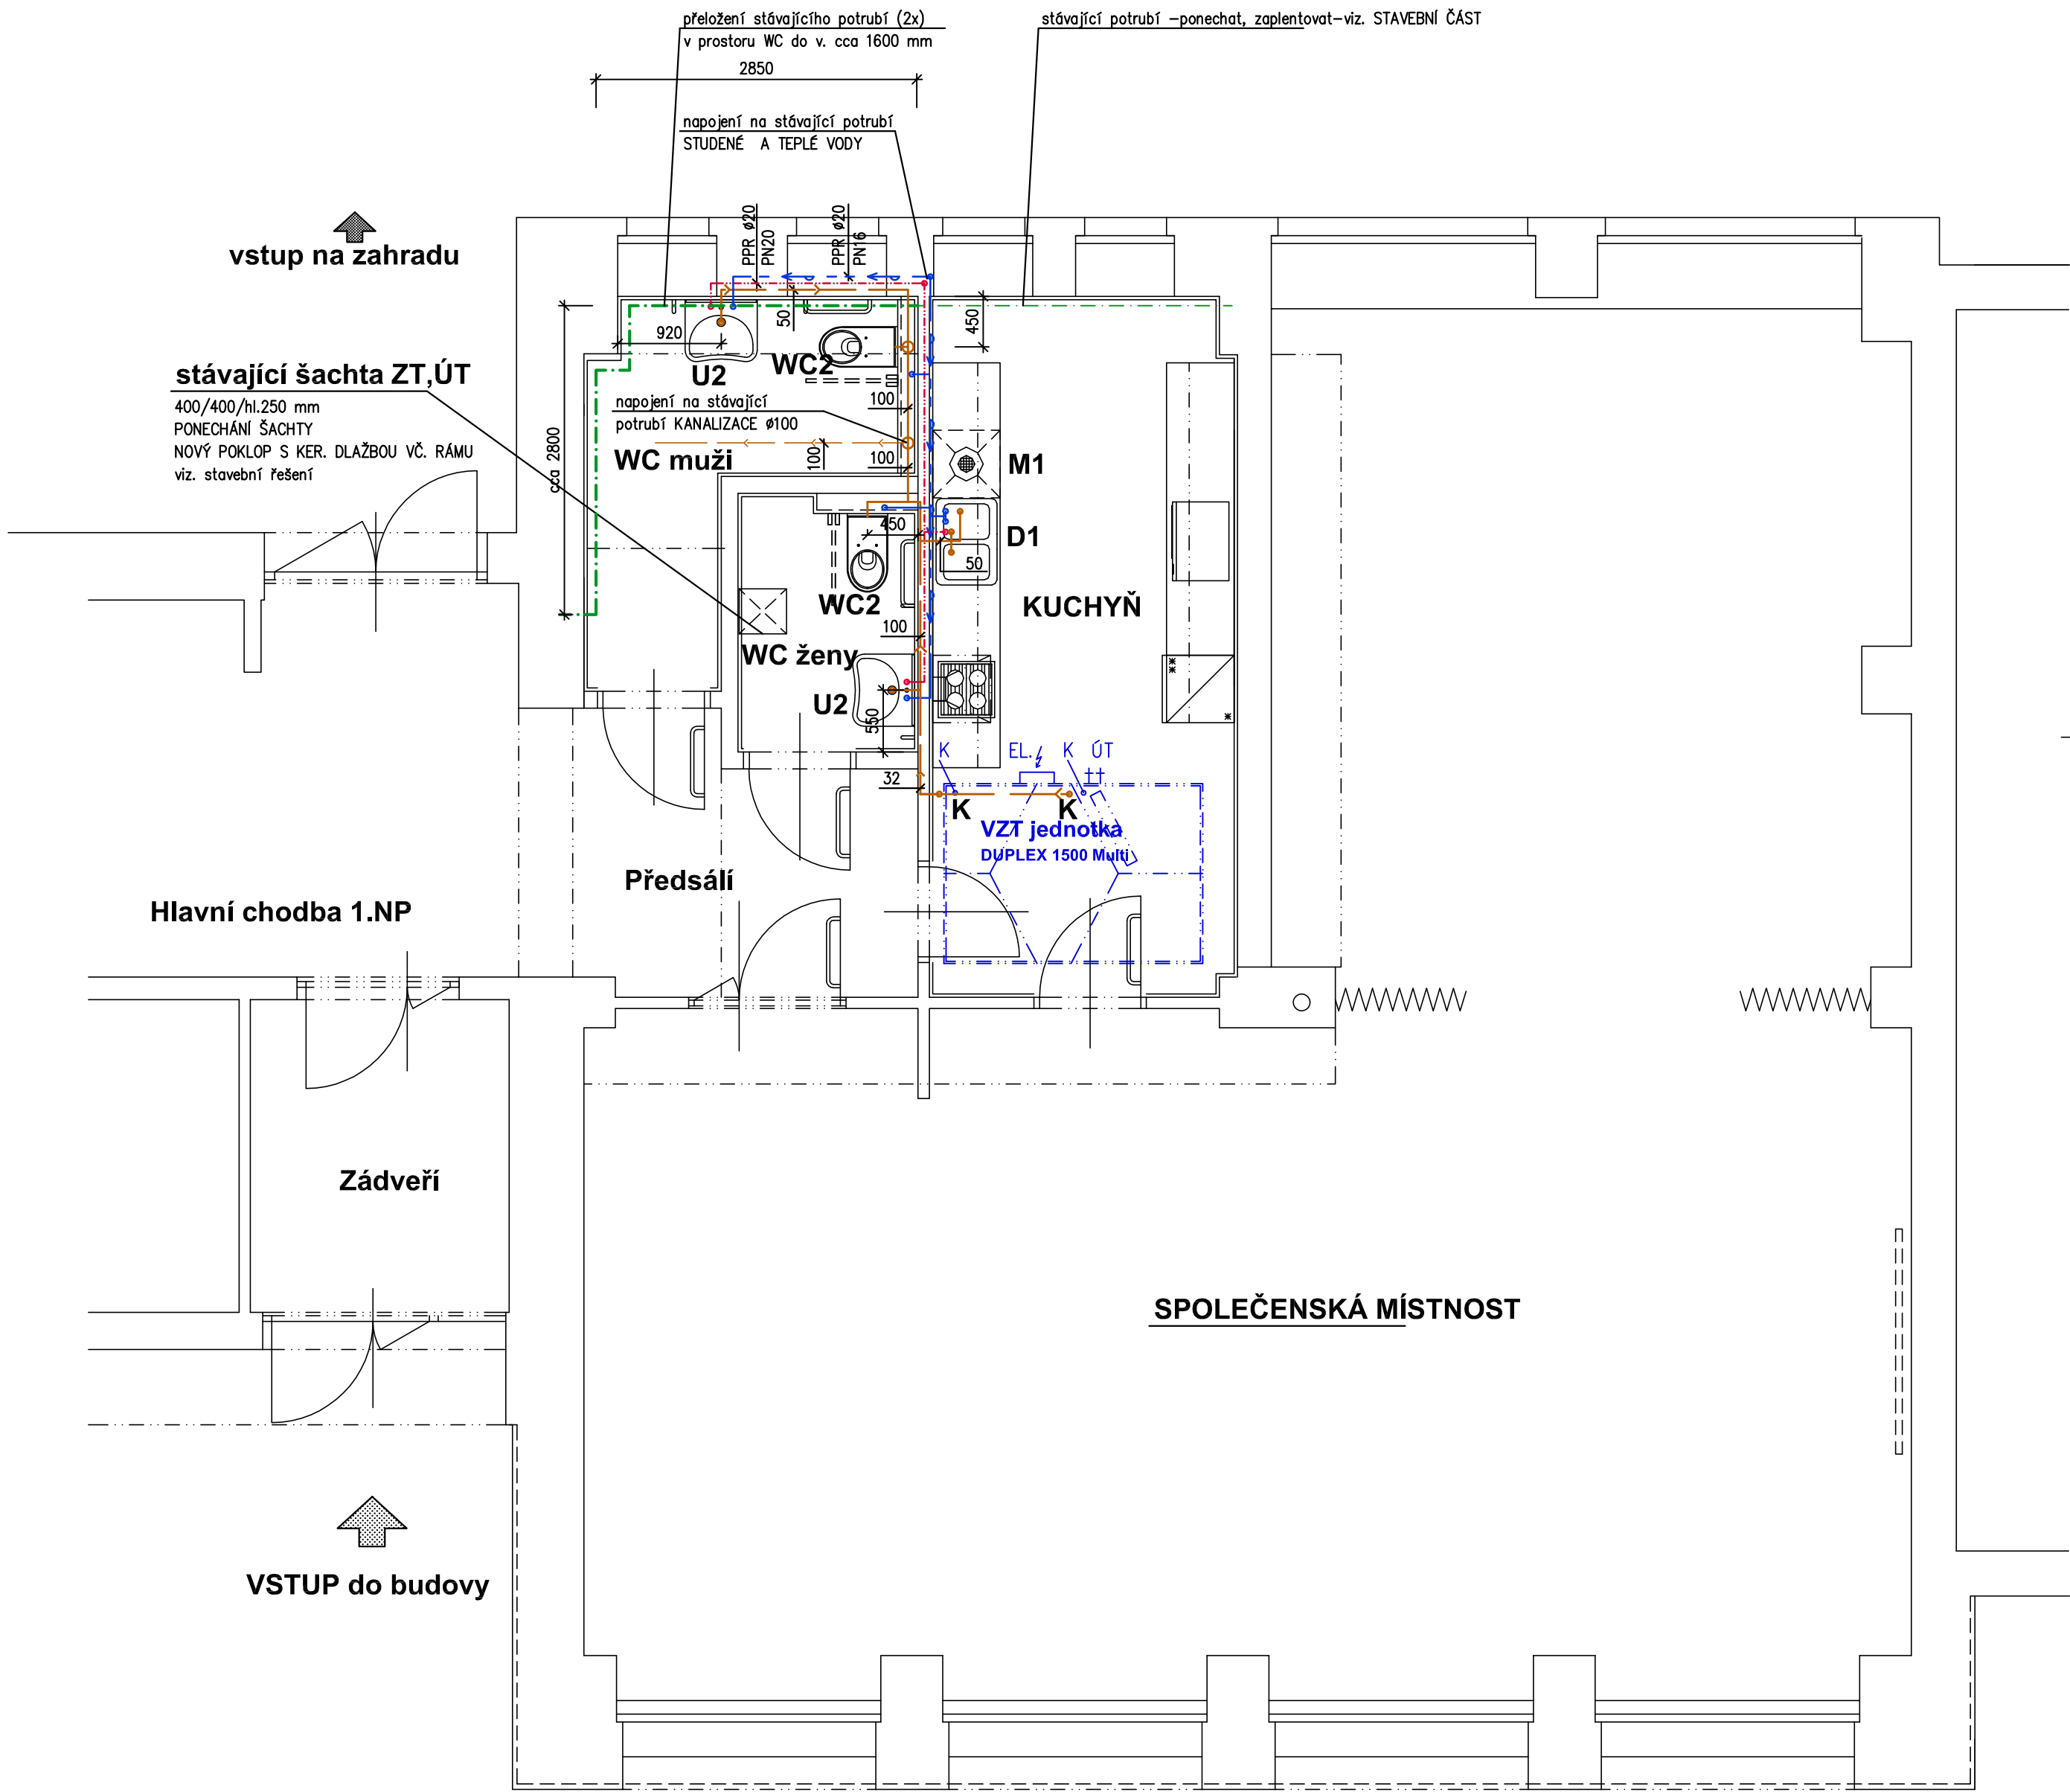 přeložení stávajícího potrubí (2x)
v prostoru WC do v. cca 1600 mm
stávající potrubí –ponechat, zaplentovat–viz. STAVEBNÍ ČÁST
2850
napojení na stávající potrubí
STUDENÉ A TEPLÉ VODY
PPR ø20
PN20
PPR ø20
PN16
vstup na zahradu
50
450
920
WC2
U2
stávající šachta ZT,ÚT
400/400/hl.250 mm
PONECHÁNÍ ŠACHTY
NOVÝ POKLOP S KER. DLAŽBOU VČ. RÁMU
viz. stavební řešení
cca 2800
napojení na stávající
potrubí KANALIZACE ø100
100
100
100
WC muži
M1
450
D1
50
WC2
KUCHYŇ
100
WC ženy
U2
550
K
EL.
K
ÚT
32
K
K
VZT jednotka
DUPLEX 1500 Multi
Předsálí
Hlavní chodba 1.NP
Zádveří
SPOLEČENSKÁ MÍSTNOST
VSTUP do budovy